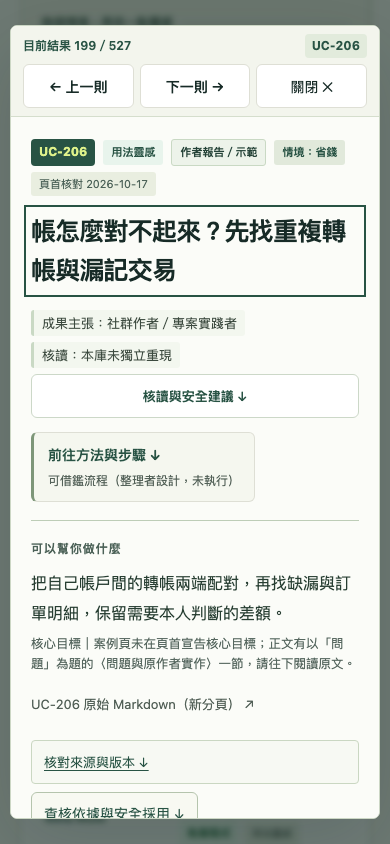 目前結果 199 / 527
UC-206
← 上一則
下一則 →
關閉 ✕
UC-206
用法靈感
作者報告 / 示範
情境：省錢
頁首核對 2026-10-17
帳怎麼對不起來？先找重複轉
帳與漏記交易
成果主張：社群作者 / 專案實踐者
核讀：本庫未獨立重現
核讀與安全建議 ↓
前往方法與步驟 ↓
可借鑑流程（整理者設計，未執行）
可以幫你做什麼
把自己帳戶間的轉帳兩端配對，再找缺漏與訂
單明細，保留需要本人判斷的差額。
核心目標｜案例頁未在頁首宣告核心目標；正文有以「問
題」為題的〈問題與原作者實作〉一節，請往下閱讀原文。
UC-206 原始 Markdown（新分頁） ↗
核對來源與版本 ↓
查核依據與安全採用 ↓